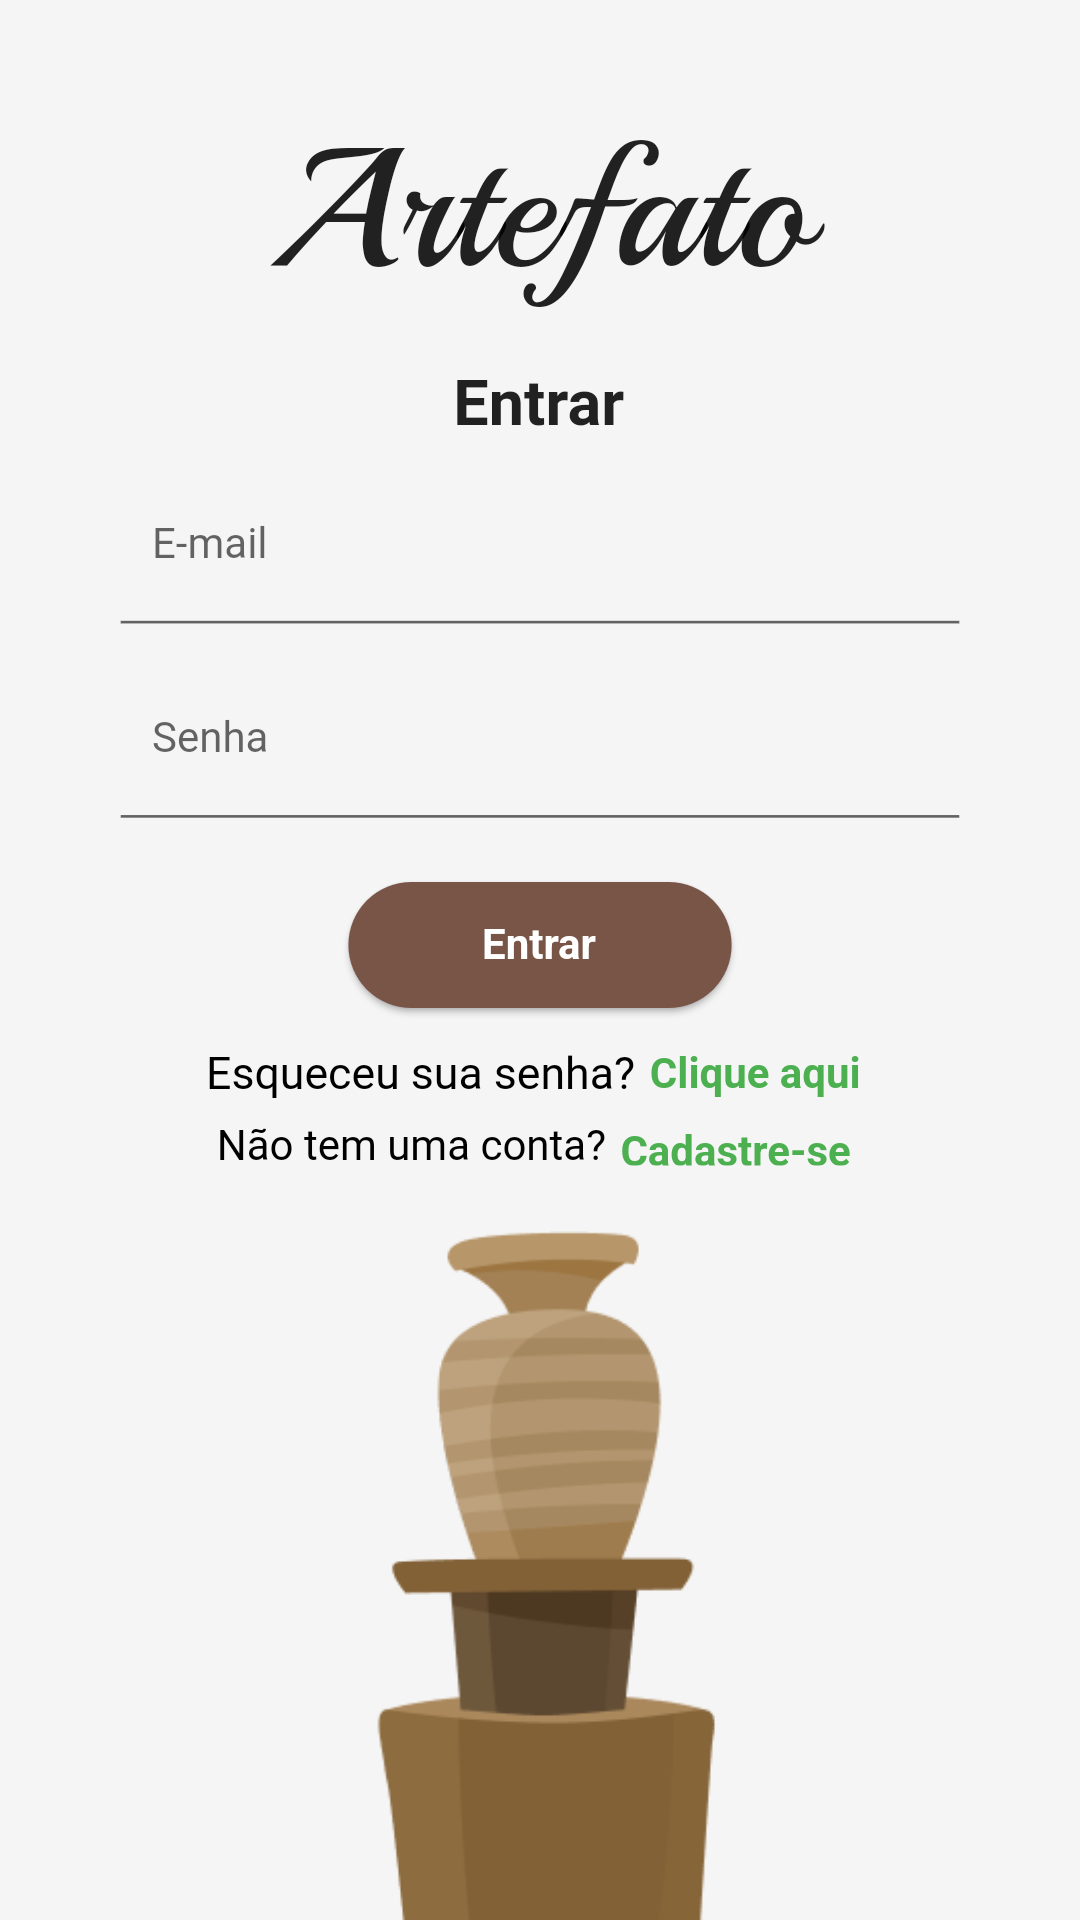 Artefato
Entrar
E-mail
Senha
Entrar
Esqueceu sua senha? Clique aqui
Não tem uma conta? Cadastre-se